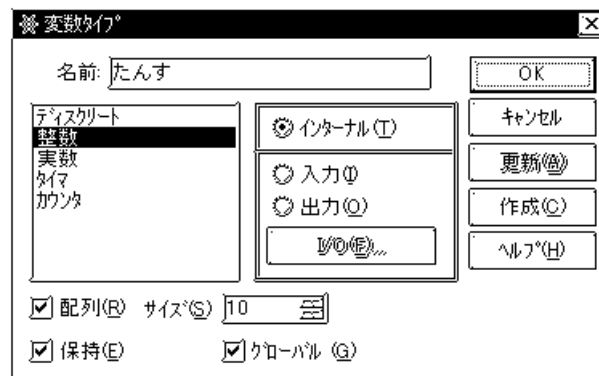 変数ﾀｲﾌﾟ
名前: たんす
ﾃﾞｨｽｸﾘｰﾄ
整数
実数
ﾀｲﾏ
ｶｳﾝﾀ
ｲﾝﾀｰﾅﾙ(T)
入力(I)
出力(O)
I/O(F)...
OK
ｷｬﾝｾﾙ
更新(A)
作成(C)
ﾍﾙﾌﾟ(H)
配列(R) ｻｲｽﾞ(S) 10
保持(E) ｸﾞﾛｰﾊﾞﾙ (G)